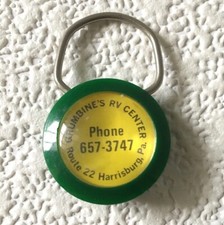 RV CENTER
Phone
657-3747
Route 22 Harrisburg, Pa.